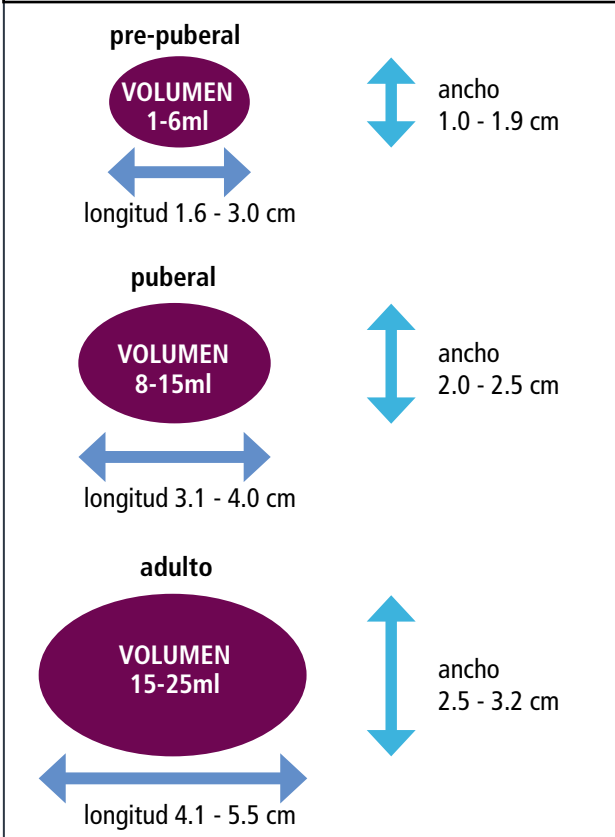 pre-puberal
VOLUMEN
1-6ml
ancho
1.0 - 1.9 cm
longitud 1.6 - 3.0 cm
puberal
VOLUMEN
8-15ml
ancho
2.0 - 2.5 cm
longitud 3.1 - 4.0 cm
adulto
VOLUMEN
15-25ml
ancho
2.5 - 3.2 cm
longitud 4.1 - 5.5 cm